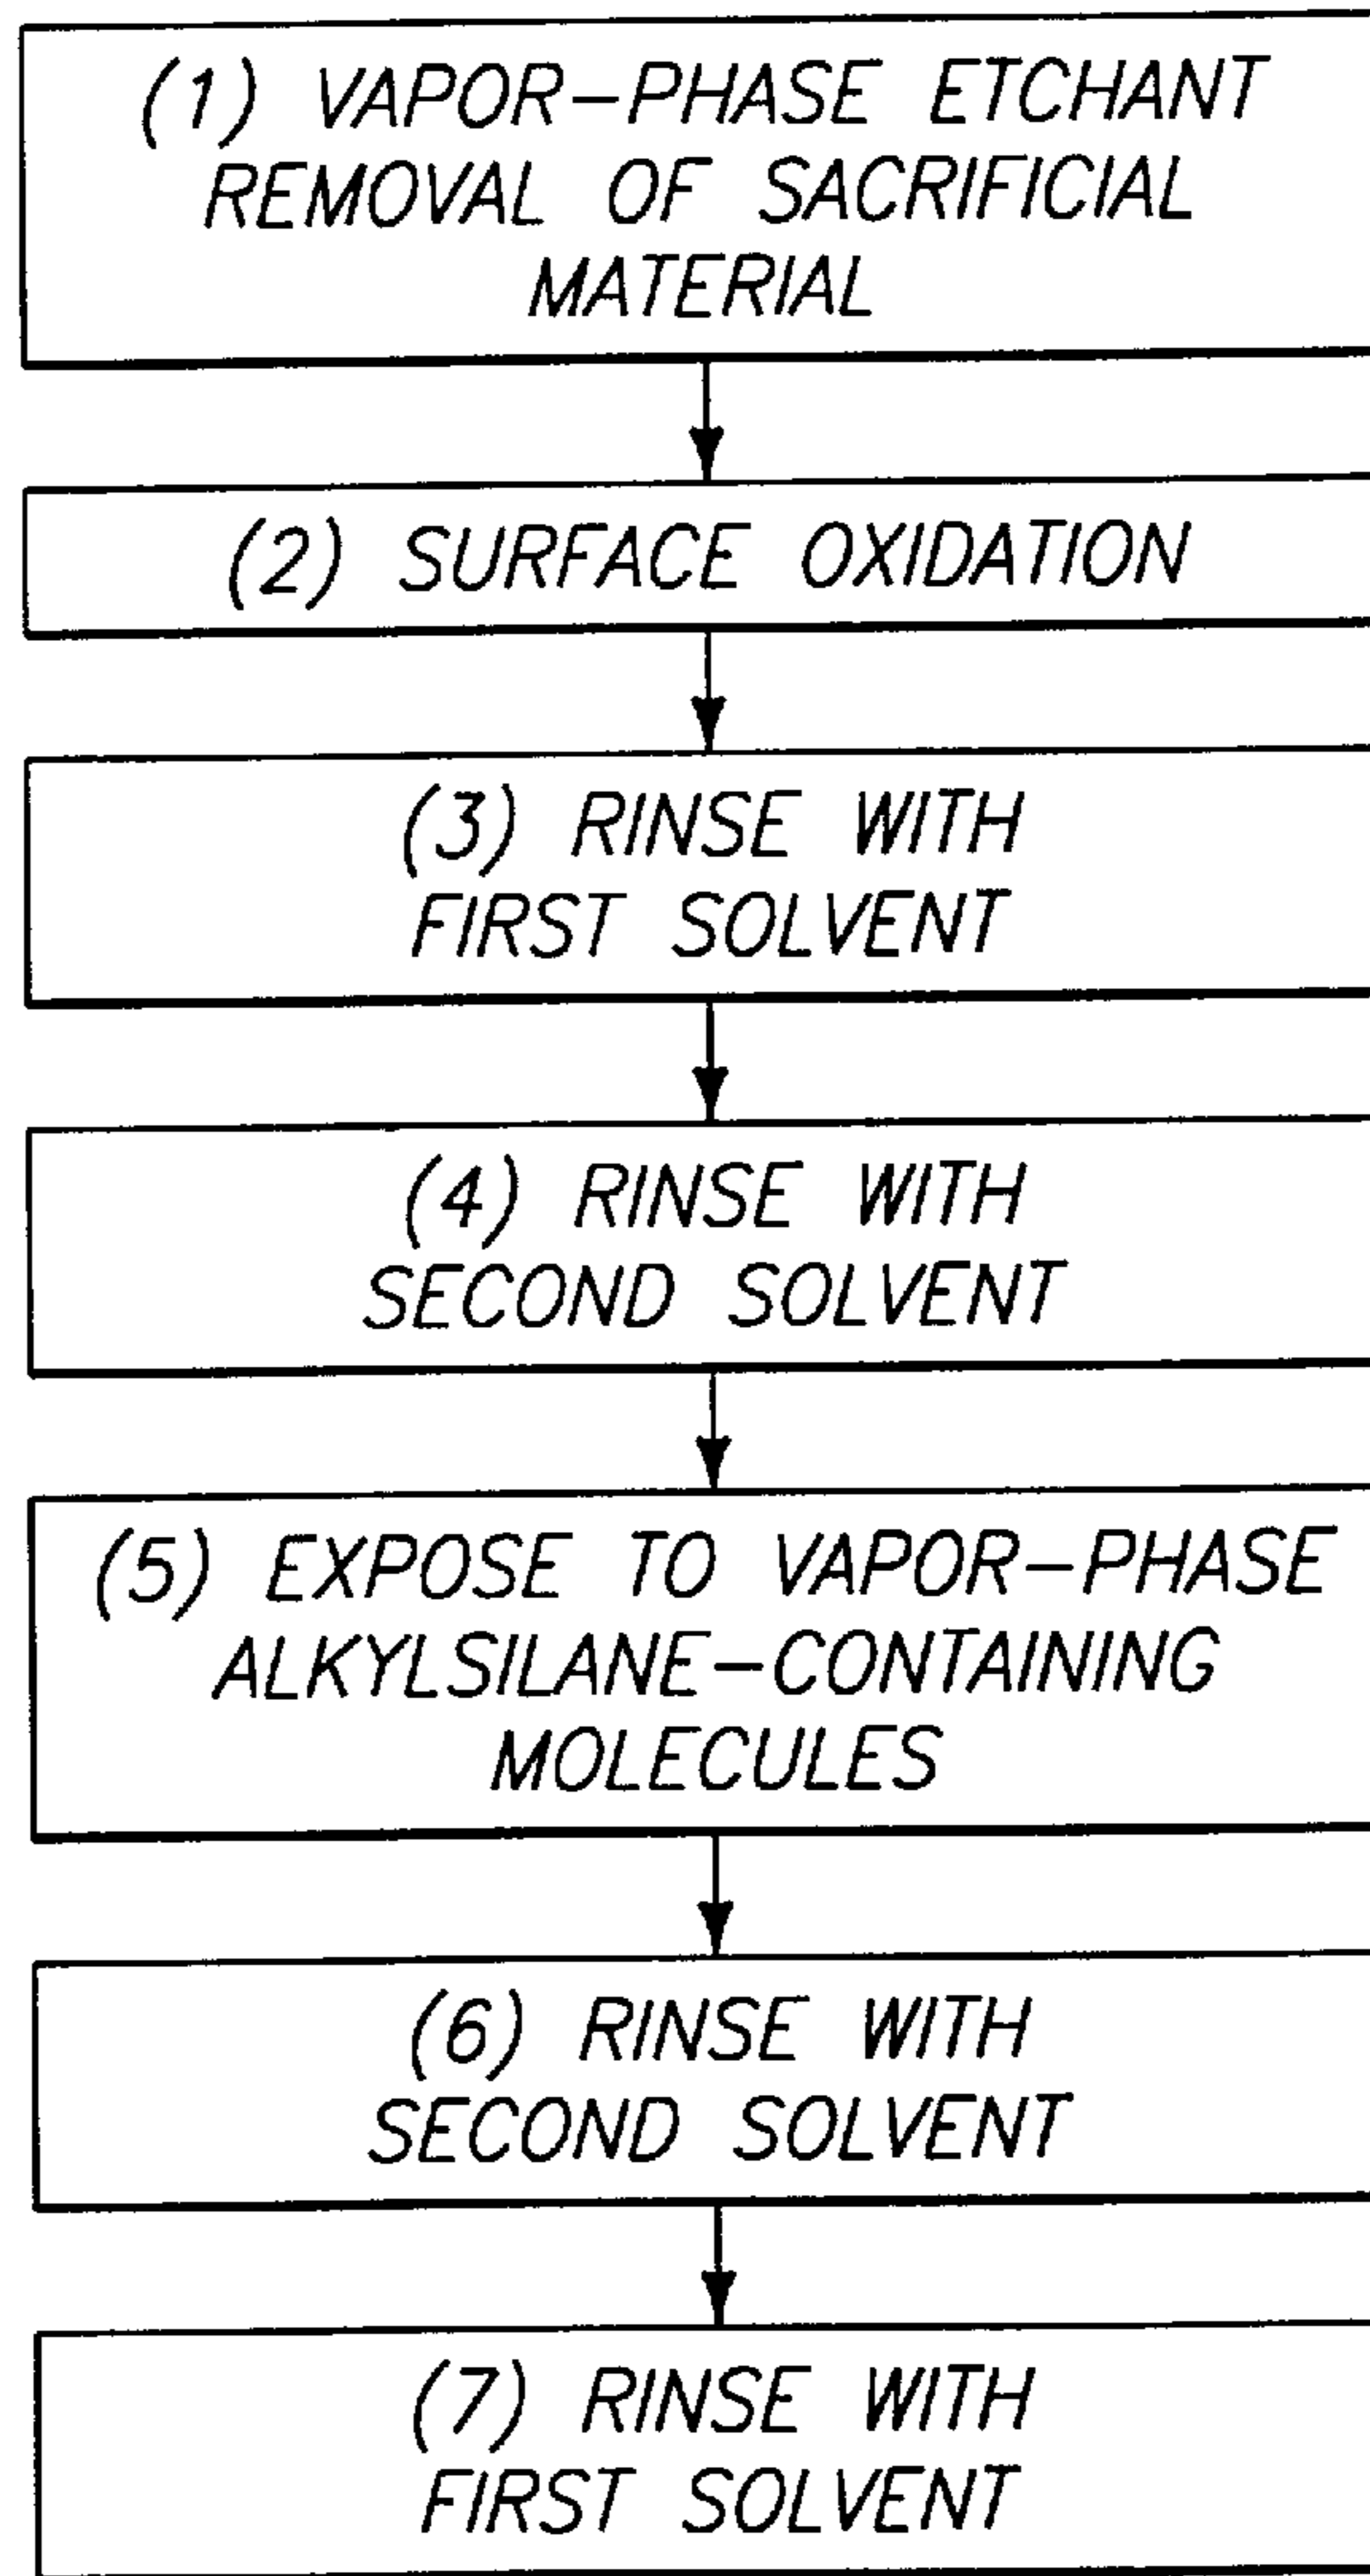 (1) VAPOR-PHASE ETCHANT
REMOVAL OF SACRIFICIAL
MATERIAL
(2) SURFACE OXIDATION
(3) RINSE WITH
FIRST SOLVENT
(4) RINSE WITH
SECOND SOLVENT
(5) EXPOSE TO VAPOR-PHASE
ALKYLSILANE-CONTAINING
MOLECULES
(6) RINSE WITH
SECOND SOLVENT
(7) RINSE WITH
FIRST SOLVENT